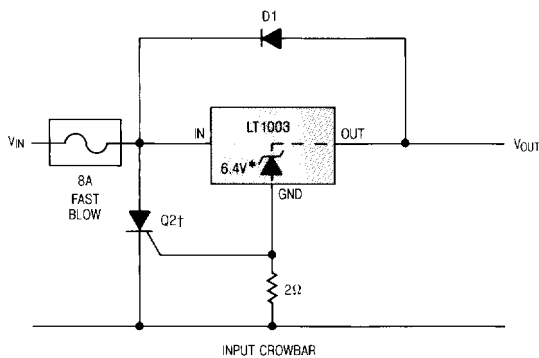 D1
LT1003
VIN
IN
OUT
VOUT
6.4V*
8A
FAST
BLOW
GND
Q2†
2Ω
INPUT CROWBAR